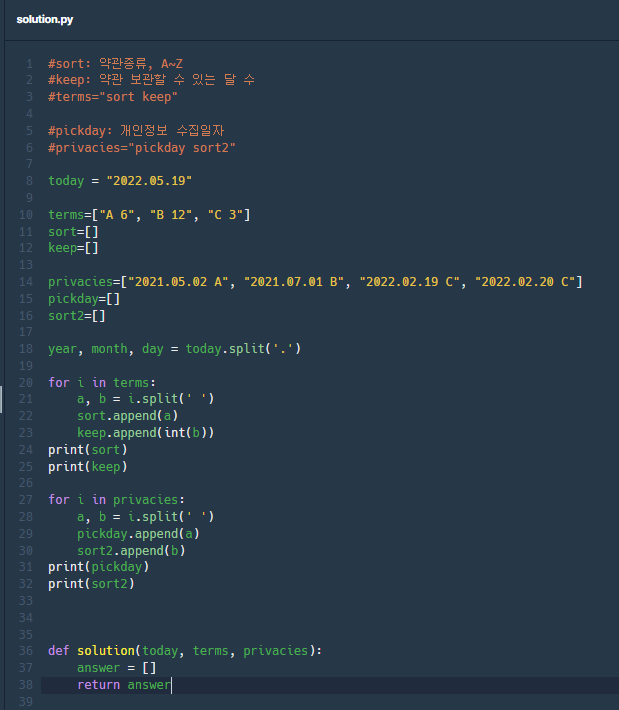 solution.py
1 #sort: 약관종류, A~Z
2 #keep: 약관 보관할 수 있는 달 수
3 #terms="sort keep"
4
5 #pickday: 개인정보 수집일자
6 #privacies="pickday sort2"
7
8 today = "2022.05.19"
9
10 terms=["A 6", "B 12", "C 3"]
11 sort=[]
12 keep=[]
13
14 privacies=["2021.05.02 A", "2021.07.01 B", "2022.02.19 C", "2022.02.20 C"]
15 pickday=[]
16 sort2=[]
17
18 year, month, day = today.split('.')
19
20 for i in terms:
21     a, b = i.split(' ')
22     sort.append(a)
23     keep.append(int(b))
24 print(sort)
25 print(keep)
26
27 for i in privacies:
28     a, b = i.split(' ')
29     pickday.append(a)
30     sort2.append(b)
31 print(pickday)
32 print(sort2)
33
34
35
36 def solution(today, terms, privacies):
37     answer = []
38     return answer
39